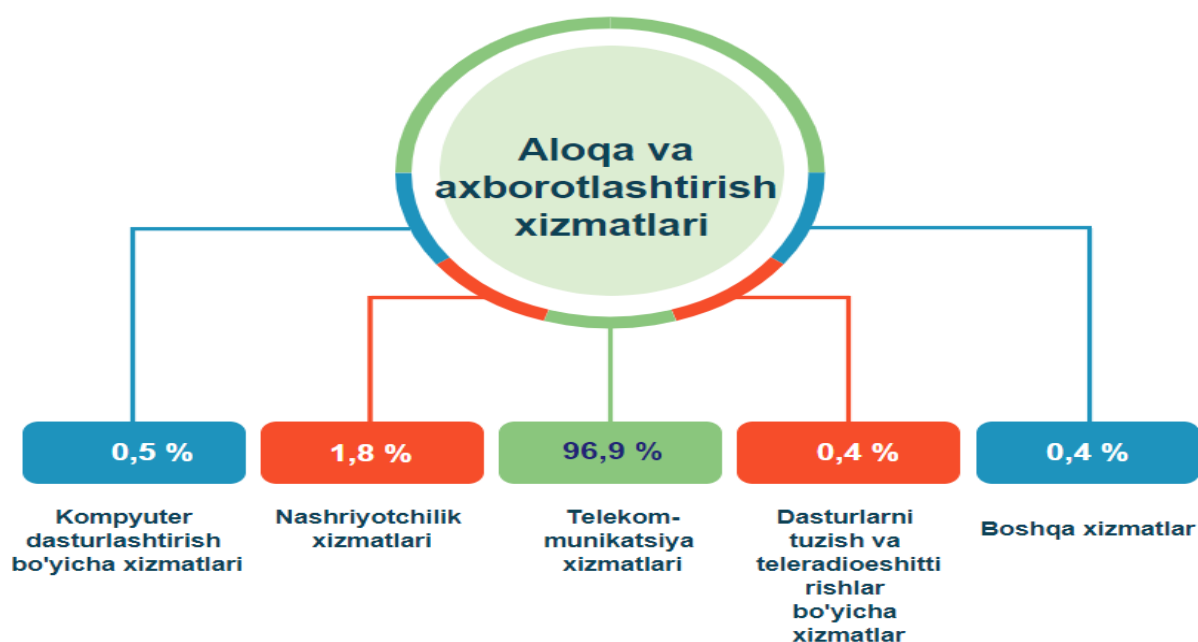 Aloqa va
axborotlashtirish
xizmatlari
0,5 %
1,8 %
96,9 %
0,4 %
0,4 %
Kompyuter
dasturlashtirish
bo'yicha xizmatlari
Nashriyotchilik
xizmatlari
Telekom-
munikatsiya
xizmatlari
Dasturlarni
tuzish va
teleradioeshitti
rishlar
bo'yicha
xizmatlar
Boshqa xizmatlar